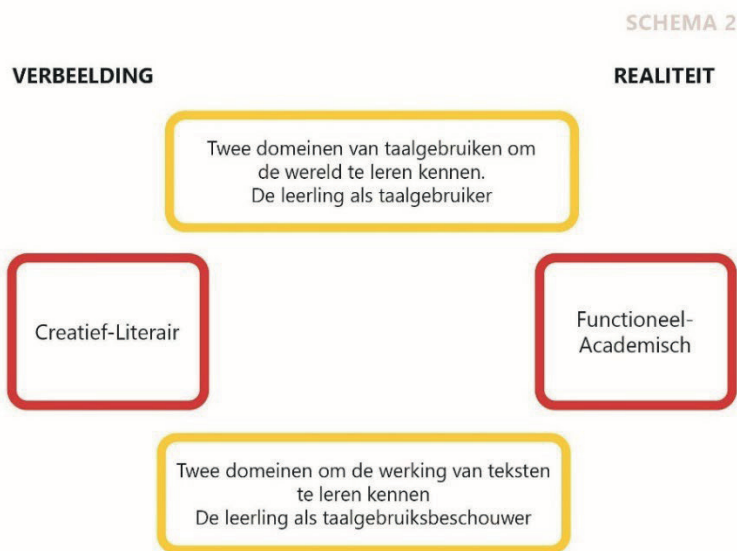 SCHEMA 2
VERBEELDING
REALITEIT
Twee domeinen van taalgebruiken om
de wereld te leren kennen.
De leerling als taalgebruiker
Creatief-Literair
Functioneel-
Academisch
Twee domeinen om de werking van teksten
te leren kennen
De leerling als taalgebruiksbeschouwer